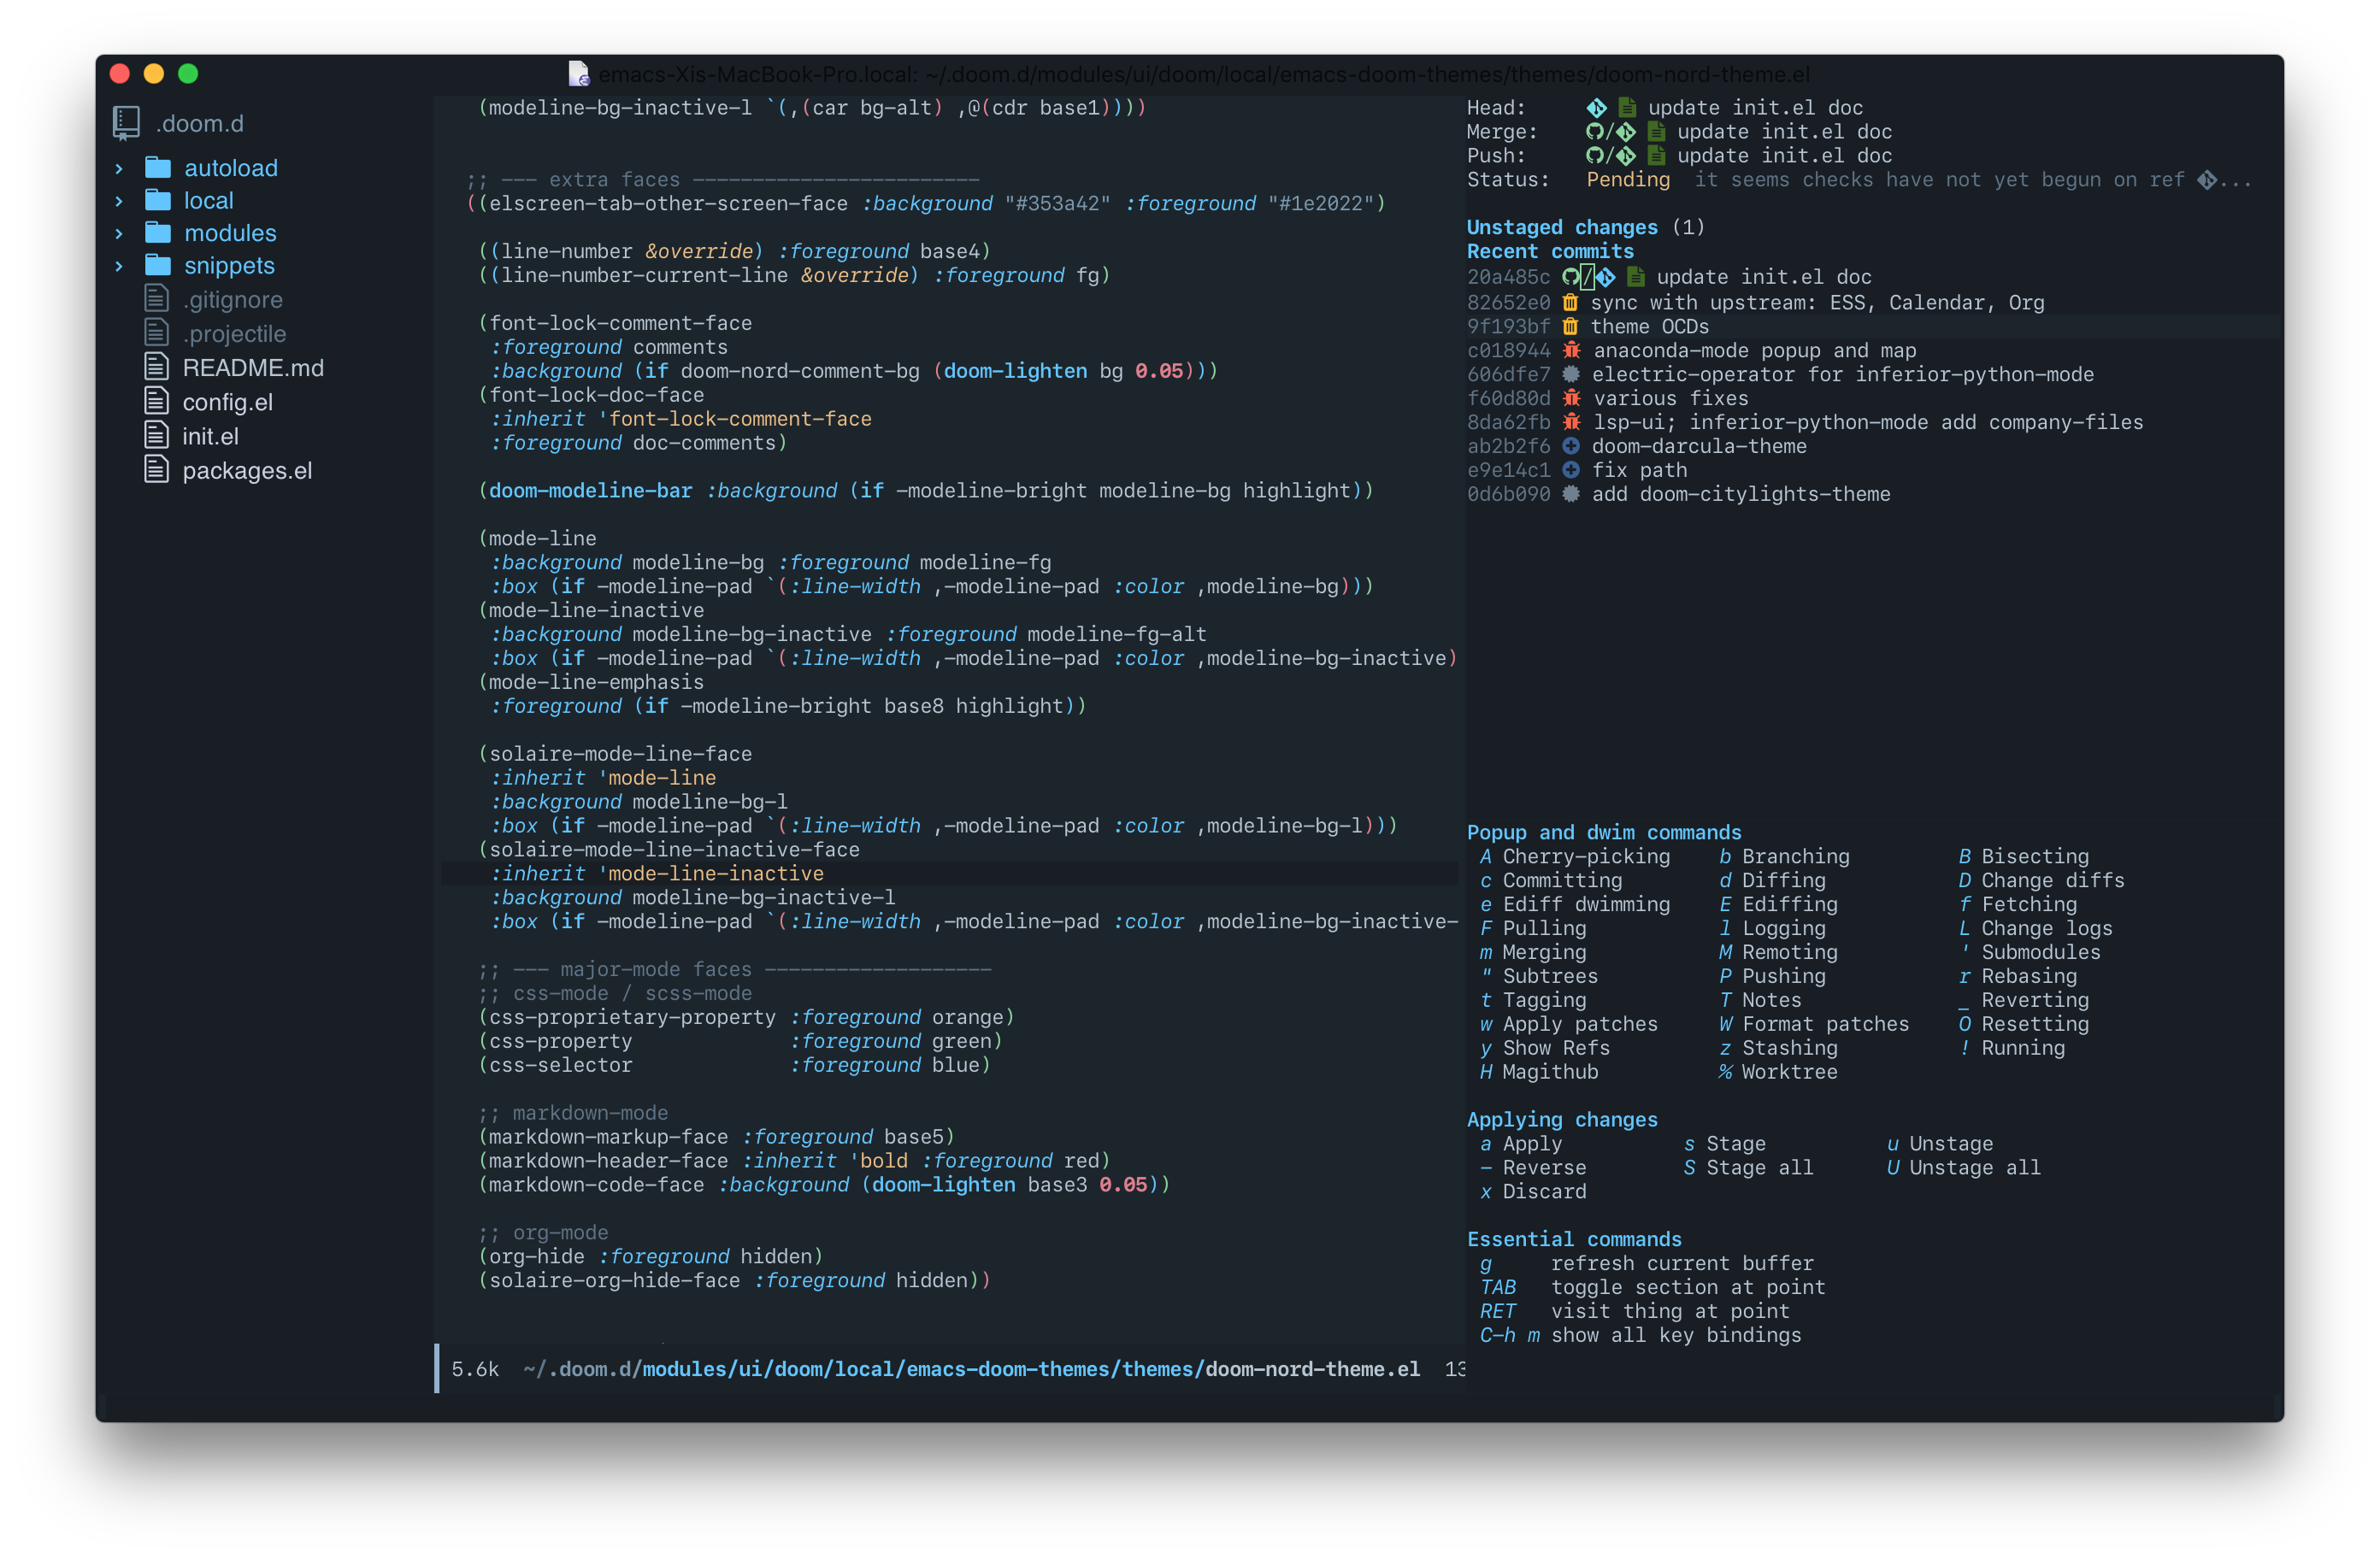 emacs-Xis-MacBook-Pro.local: ~/.doom.d/modules/ui/doom/local/emacs-doom-themes/themes/doom-nord-theme.el
.doom.d
autoload
local
modules
snippets
.gitignore
.projectile
README.md
config.el
init.el
packages.el
(modeline-bg-inactive-l `(,(car bg-alt) ,@(cdr base1))))
;; --- extra faces ------------------------
((elscreen-tab-other-screen-face :background "#353a42" :foreground "#1e2022")
((line-number &override) :foreground base4)
((line-number-current-line &override) :foreground fg)
(font-lock-comment-face
:foreground comments
:background (if doom-nord-comment-bg (doom-lighten bg 0.05)))
(font-lock-doc-face
:inherit 'font-lock-comment-face
:foreground doc-comments)
(doom-modeline-bar :background (if -modeline-bright modeline-bg highlight))
(mode-line
:background modeline-bg :foreground modeline-fg
:box (if -modeline-pad `(:line-width ,-modeline-pad :color ,modeline-bg)))
(mode-line-inactive
:background modeline-bg-inactive :foreground modeline-fg-alt
:box (if -modeline-pad `(:line-width ,-modeline-pad :color ,modeline-bg-inactive)
(mode-line-emphasis
:foreground (if -modeline-bright base8 highlight))
(solaire-mode-line-face
:inherit 'mode-line
:background modeline-bg-l
:box (if -modeline-pad `(:line-width ,-modeline-pad :color ,modeline-bg-l)))
(solaire-mode-line-inactive-face
:inherit 'mode-line-inactive
:background modeline-bg-inactive-l
:box (if -modeline-pad `(:line-width ,-modeline-pad :color ,modeline-bg-inactive-
;; --- major-mode faces -------------------
;; css-mode / scss-mode
(css-proprietary-property :foreground orange)
(css-property             :foreground green)
(css-selector             :foreground blue)
;; markdown-mode
(markdown-markup-face :foreground base5)
(markdown-header-face :inherit 'bold :foreground red)
(markdown-code-face :background (doom-lighten base3 0.05))
;; org-mode
(org-hide :foreground hidden)
(solaire-org-hide-face :foreground hidden))
5.6k ~/.doom.d/modules/ui/doom/local/emacs-doom-themes/themes/doom-nord-theme.el 13
Head: update init.el doc
Merge: / update init.el doc
Push: / update init.el doc
Status: Pending it seems checks have not yet begun on ref ...
Unstaged changes (1)
Recent commits
20a485c / update init.el doc
82652e0 sync with upstream: ESS, Calendar, Org
9f193bf theme OCDs
c018944 anaconda-mode popup and map
606dfe7 electric-operator for inferior-python-mode
f60d80d various fixes
8da62fb lsp-ui; inferior-python-mode add company-files
ab2b2f6 doom-darcula-theme
e9e14c1 fix path
0d6b090 add doom-citylights-theme
Popup and dwim commands
A Cherry-picking b Branching B Bisecting
c Committing d Diffing D Change diffs
e Ediff dwimming E Ediffing f Fetching
F Pulling l Logging L Change logs
m Merging M Remoting ' Submodules
" Subtrees P Pushing r Rebasing
t Tagging T Notes _ Reverting
w Apply patches W Format patches O Resetting
y Show Refs z Stashing ! Running
H Magithub % Worktree
Applying changes
a Apply s Stage u Unstage
- Reverse S Stage all U Unstage all
x Discard
Essential commands
g refresh current buffer
TAB toggle section at point
RET visit thing at point
C-h m show all key bindings